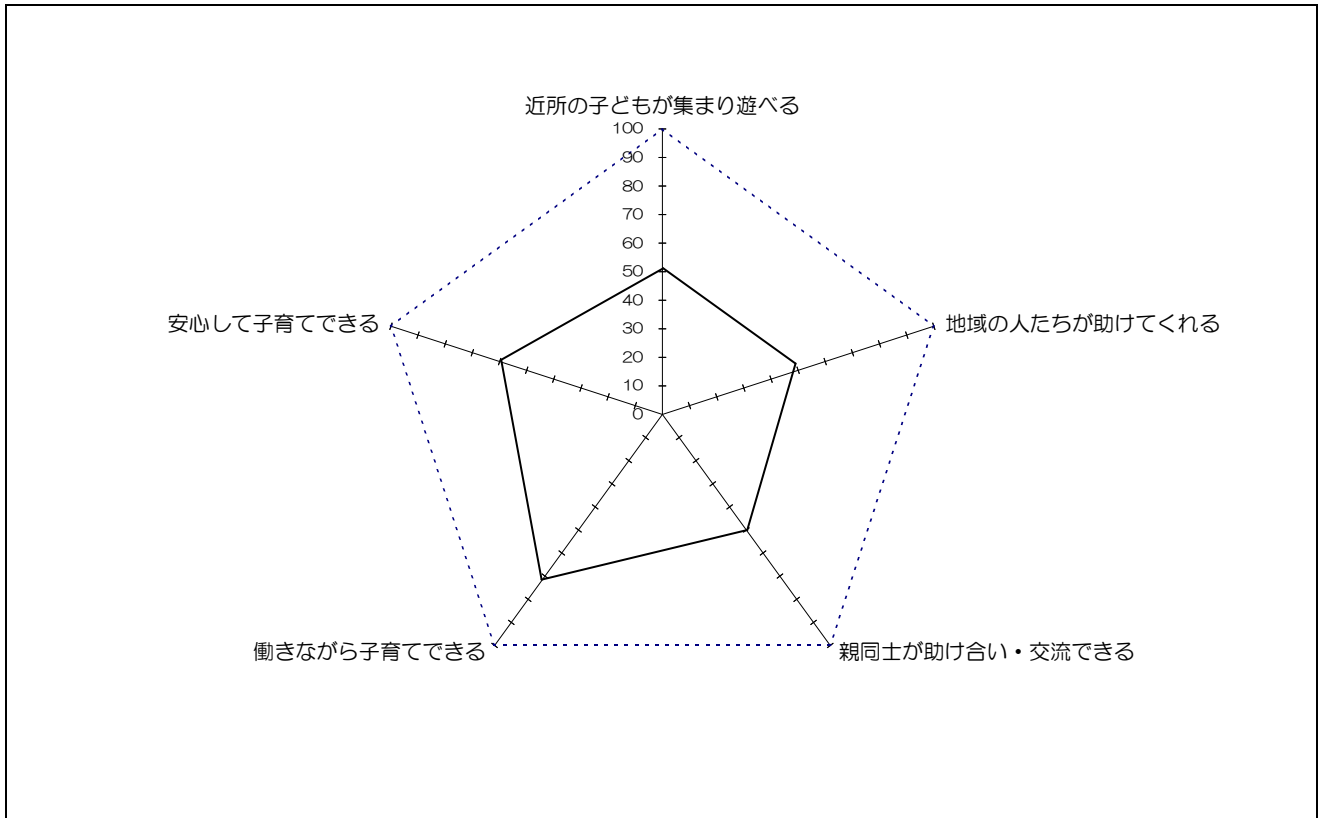 近所の子どもが集まり遊べる
100
90
80
70
60
50
40
30
20
10
0
安心して子育てできる
地域の人たちが助けてくれる
働きながら子育てできる
親同士が助け合い・交流できる